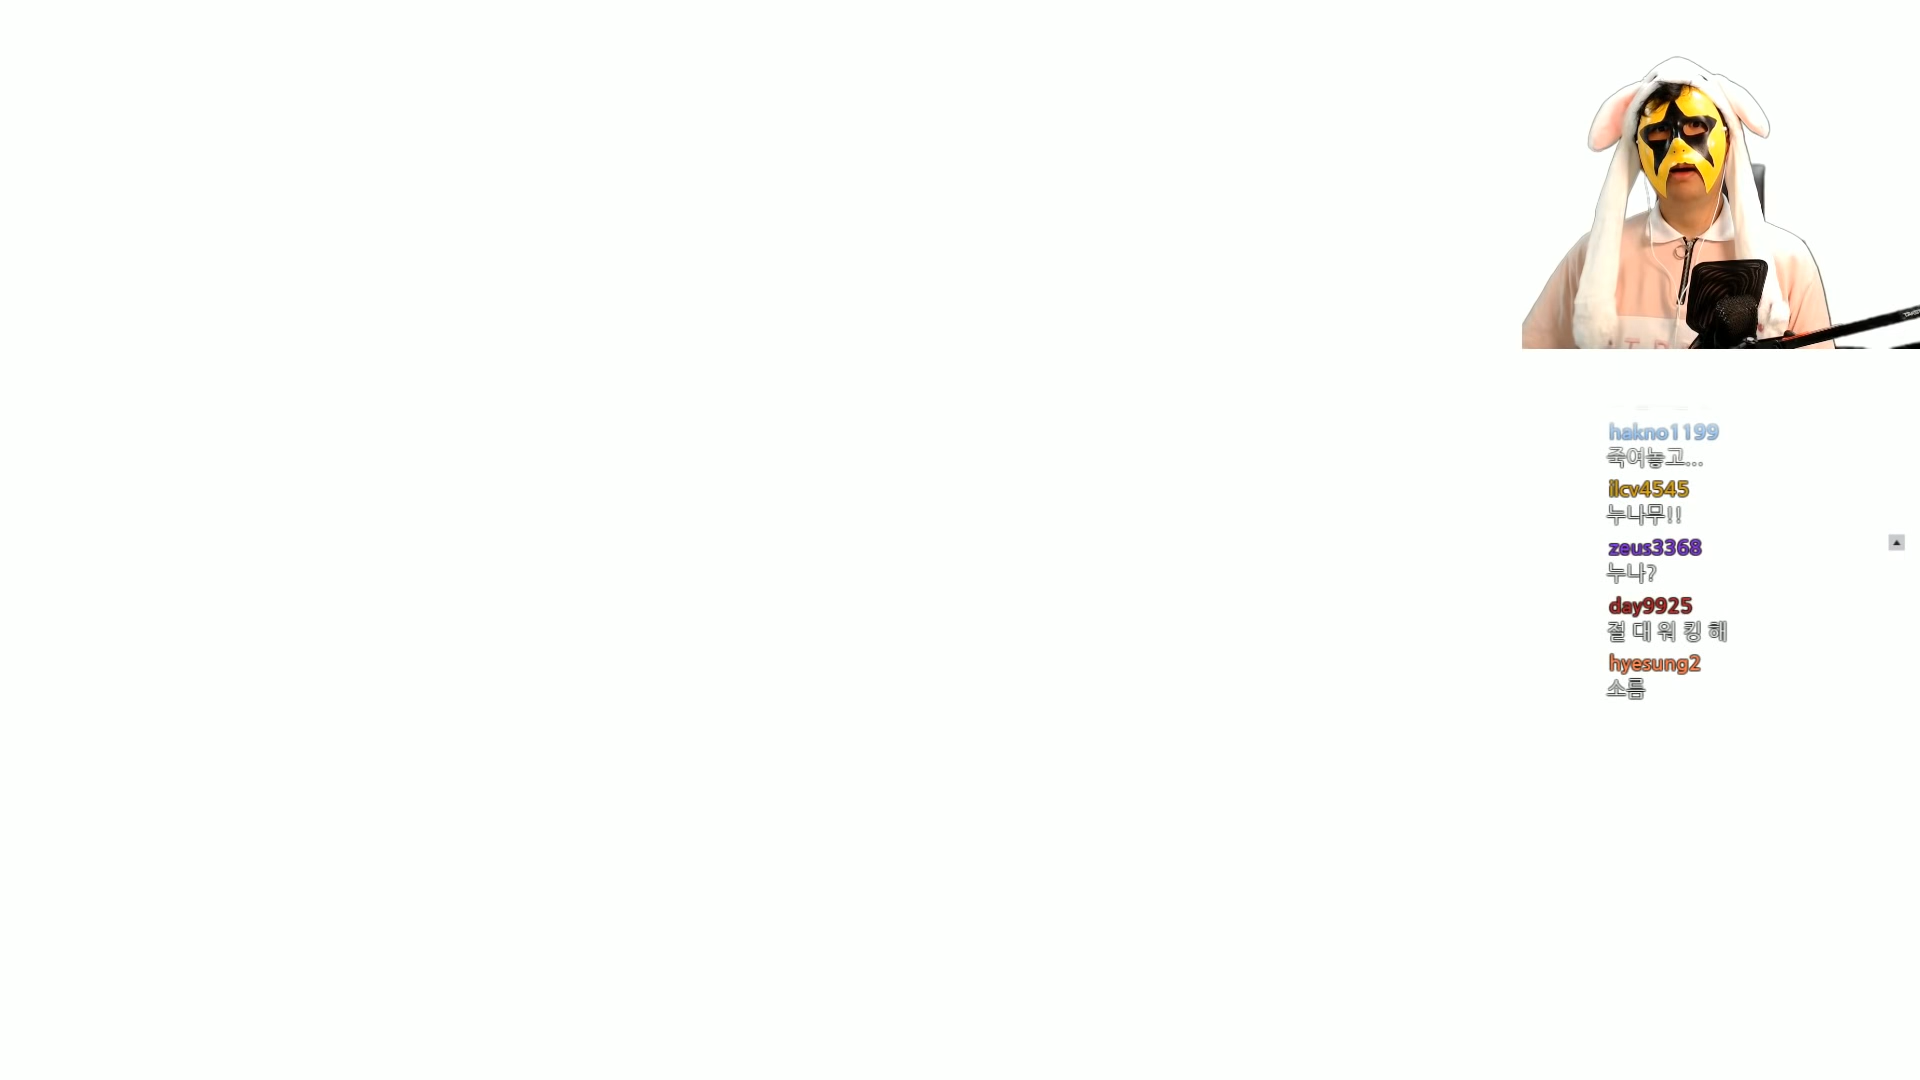 hakno1199
죽여놓고...
ilcv4545
누나무!!
zeus3368
누나?
day9925
절 대 워 킹 해
hyesung2
소름